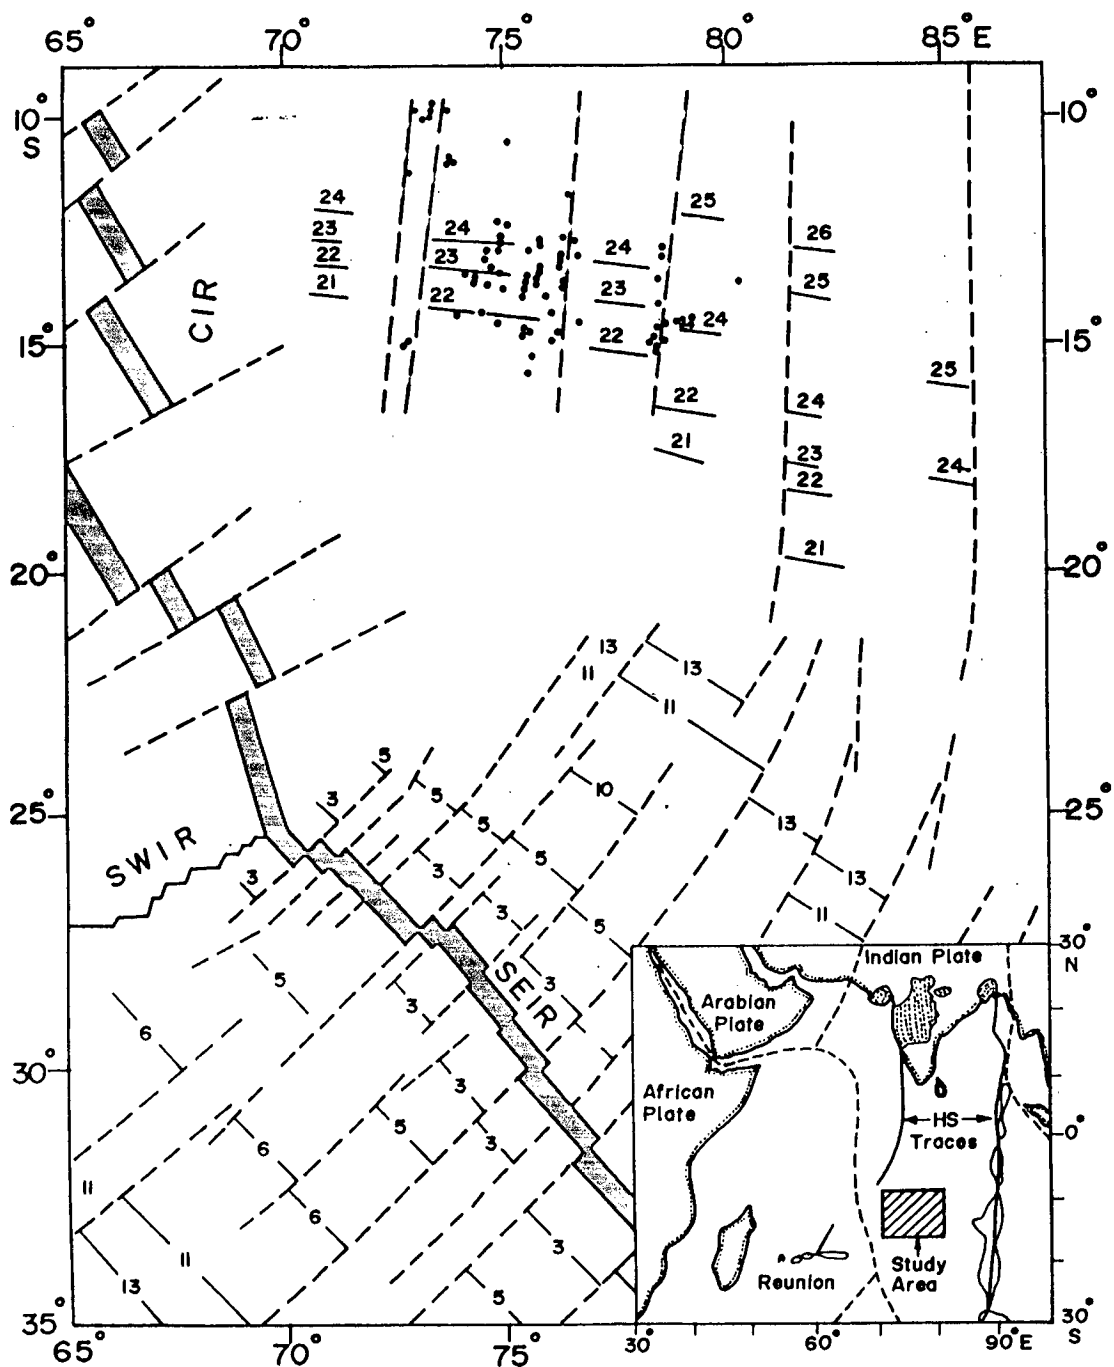 65° 70° 75° 80° 85°E
10° 10°
S
24 25
23 24 26
22 23 24
21 22 23 25
CIR
15° 24 15°
22 25
22 24
21 23 24
22
20° 21 20°
13 13
11 11
5
3 5 10
25° 5 13 25°
SWIR 3 5 13
3 3 5 11
5 3
SEIR
6 3
30° 3
6 5 3
11 6
11 3
13 5
35°
65° 70° 75°
30°
N
Indian Plate
Arabian
Plate
African
Plate
HS
Traces
0°
Study
Area
Reunion
30°
S
30° 60° 90°E